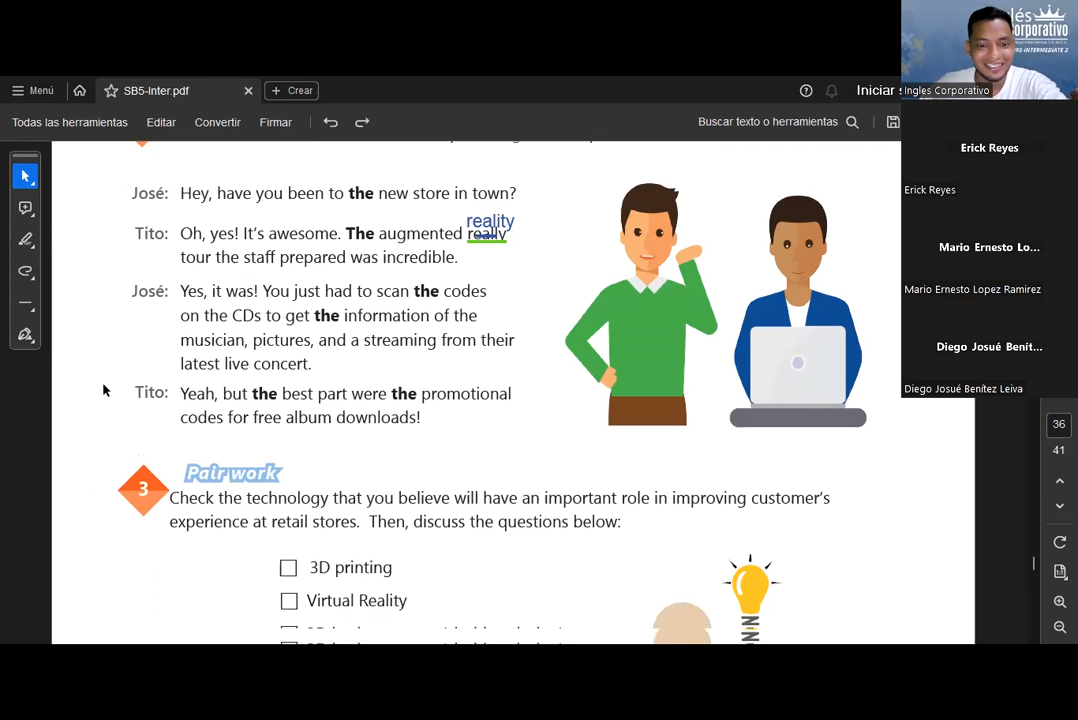 Inglés
Corporativo
PRE-INTERMEDIATE 2
Ingles Corporativo
Menú
SB5-Inter.pdf
Crear
Iniciar s
Todas las herramientas
Editar
Convertir
Firmar
Buscar texto o herramientas
Erick Reyes
Erick Reyes
Mario Ernesto Lo...
Mario Ernesto Lopez Ramirez
Diego Josué Benít...
Diego Josué Benítez Leiva
José: Hey, have you been to the new store in town?
reality
Tito: Oh, yes! It's awesome. The augmented really
tour the staff prepared was incredible.
José: Yes, it was! You just had to scan the codes
on the CDs to get the information of the
musician, pictures, and a streaming from their
latest live concert.
Tito: Yeah, but the best part were the promotional
codes for free album downloads!
36
41
3
Pair work
Check the technology that you believe will have an important role in improving customer's
experience at retail stores. Then, discuss the questions below:
3D printing
Virtual Reality